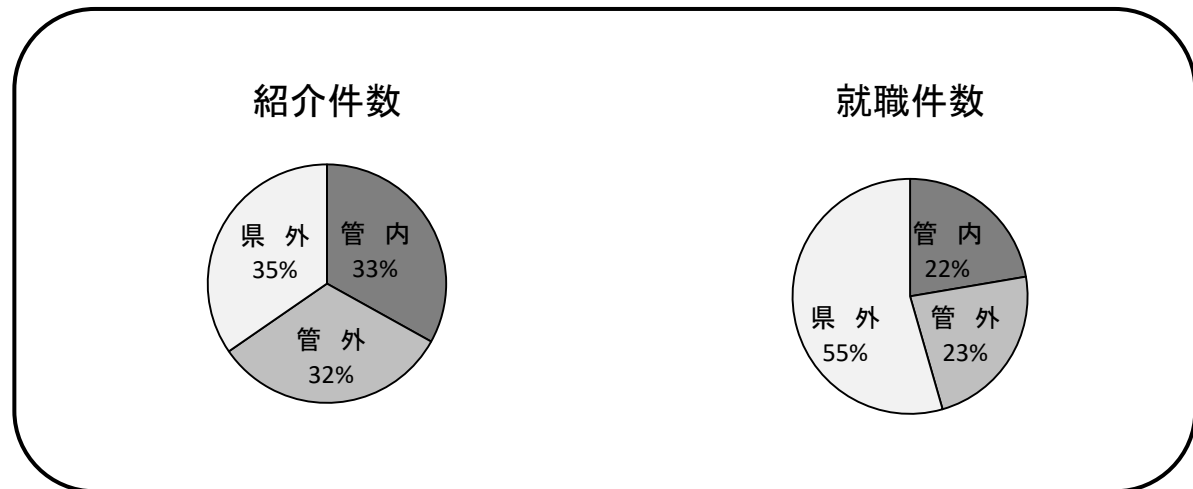 紹介件数
県 外
35%
管 内
33%
管 外
32%
就職件数
管 内
22%
県 外
55%
管 外
23%